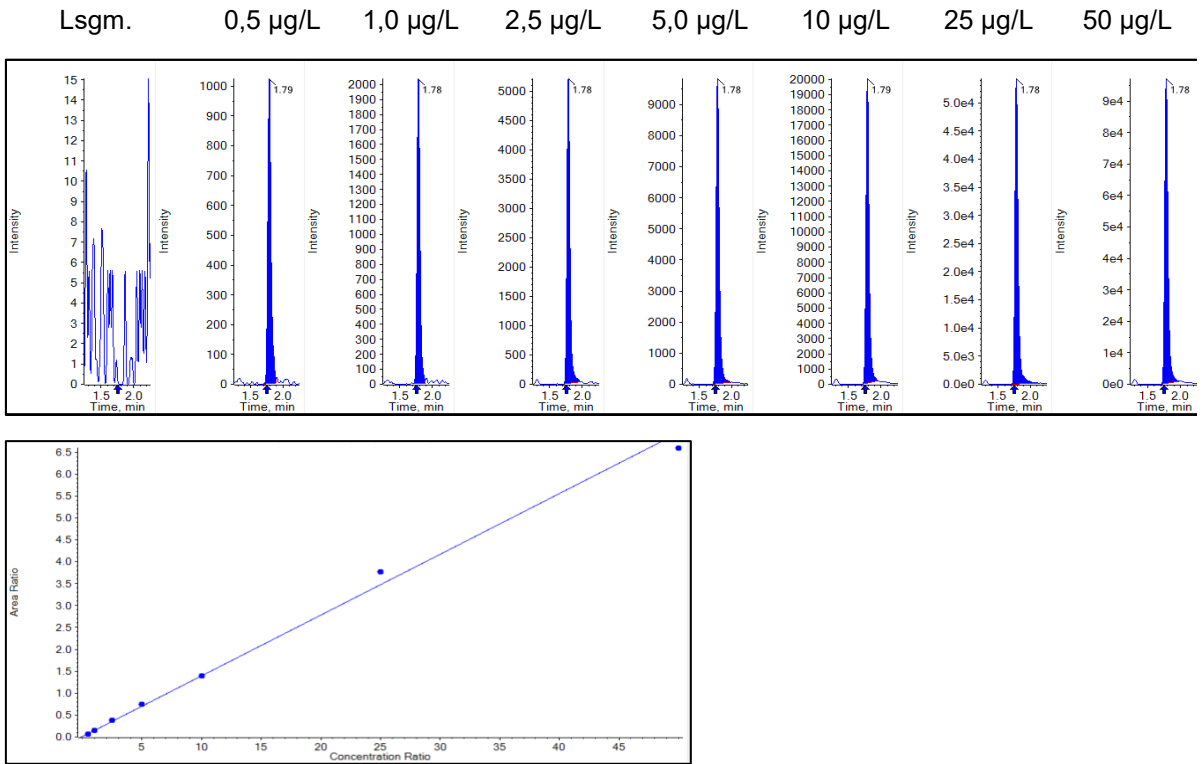 Lsgm. 0,5 µg/L 1,0 µg/L 2,5 µg/L 5,0 µg/L 10 µg/L 25 µg/L 50 µg/L
Intensity
15
14
13
12
11
10
9
8
7
6
5
4
3
2
1
0
1.5 2.0
Time, min
Intensity
1.79
1000
900
800
700
600
500
400
300
200
100
0
1.5 2.0
Time, min
Intensity
1.78
2000
1900
1800
1700
1600
1500
1400
1300
1200
1100
1000
900
800
700
600
500
400
300
200
100
0
1.5 2.0
Time, min
Intensity
1.78
5000
4500
4000
3500
3000
2500
2000
1500
1000
500
0
1.5 2.0
Time, min
Intensity
1.78
9000
8000
7000
6000
5000
4000
3000
2000
1000
0
1.5 2.0
Time, min
Intensity
1.79
20000
19000
18000
17000
16000
15000
14000
13000
12000
11000
10000
9000
8000
7000
6000
5000
4000
3000
2000
1000
0
1.5 2.0
Time, min
Intensity
1.78
5.0e4
4.5e4
4.0e4
3.5e4
3.0e4
2.5e4
2.0e4
1.5e4
1.0e4
5.0e3
0.0e0
1.5 2.0
Time, min
Intensity
1.78
9e4
8e4
7e4
6e4
5e4
4e4
3e4
2e4
1e4
0e0
1.5 2.0
Time, min
Area Ratio
6.5
6.0
5.5
5.0
4.5
4.0
3.5
3.0
2.5
2.0
1.5
1.0
0.5
0.0
5 10 15 20 25 30 35 40 45
Concentration Ratio